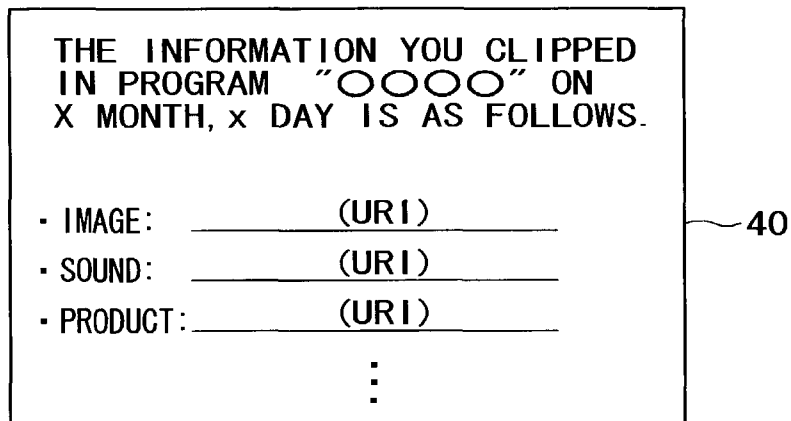 THE INFORMATION YOU CLIPPED
IN PROGRAM "○○○○" ON
X MONTH, x DAY IS AS FOLLOWS.
· IMAGE: (URI)
· SOUND: (URI)
· PRODUCT: (URI)
40